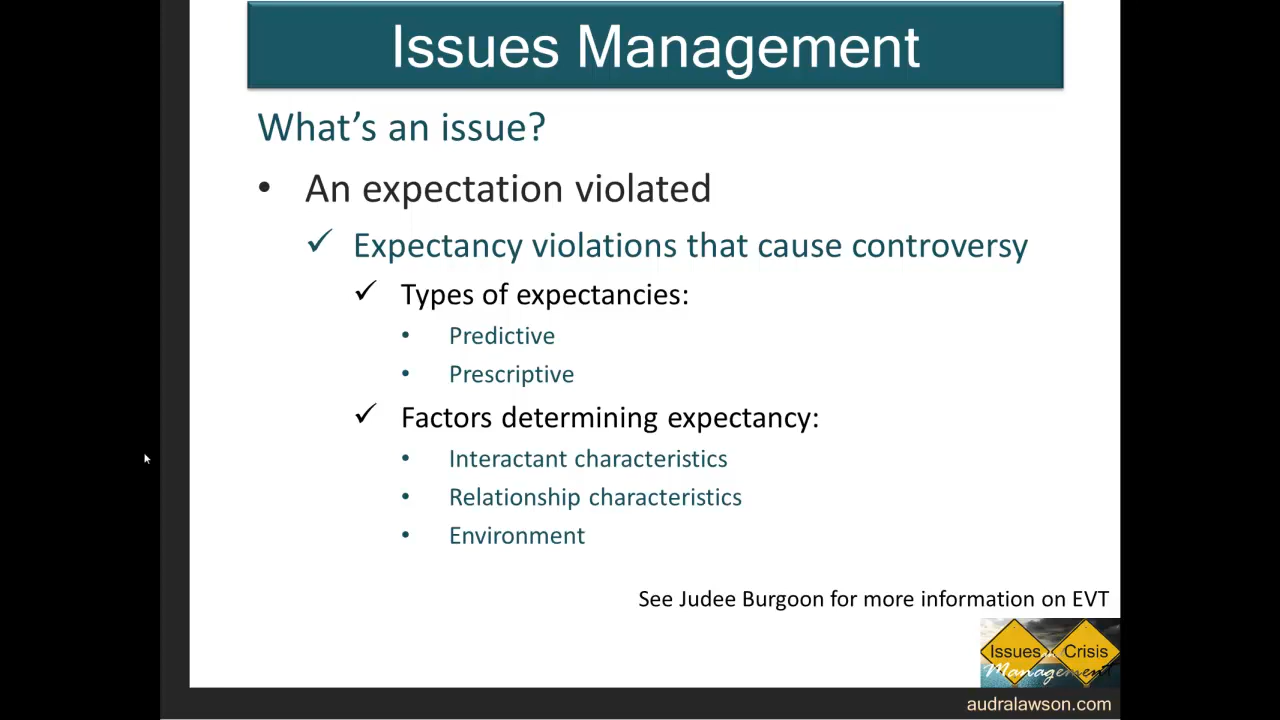 Issues Management
What's an issue?
• An expectation violated
✓ Expectancy violations that cause controversy
✓ Types of expectancies:
• Predictive
• Prescriptive
✓ Factors determining expectancy:
• Interactant characteristics
• Relationship characteristics
• Environment
See Judee Burgoon for more information on EVT
Issues Crisis
Management
audralawson.com